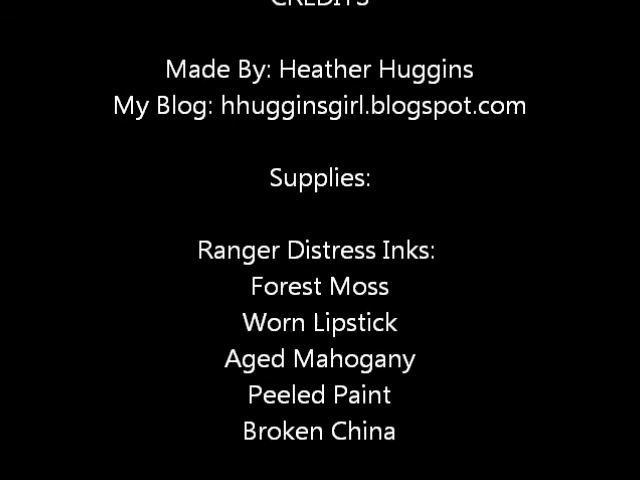 CREDITS
Made By: Heather Huggins
My Blog: hhugginsgirl.blogspot.com
Supplies:
Ranger Distress Inks:
Forest Moss
Worn Lipstick
Aged Mahogany
Peeled Paint
Broken China